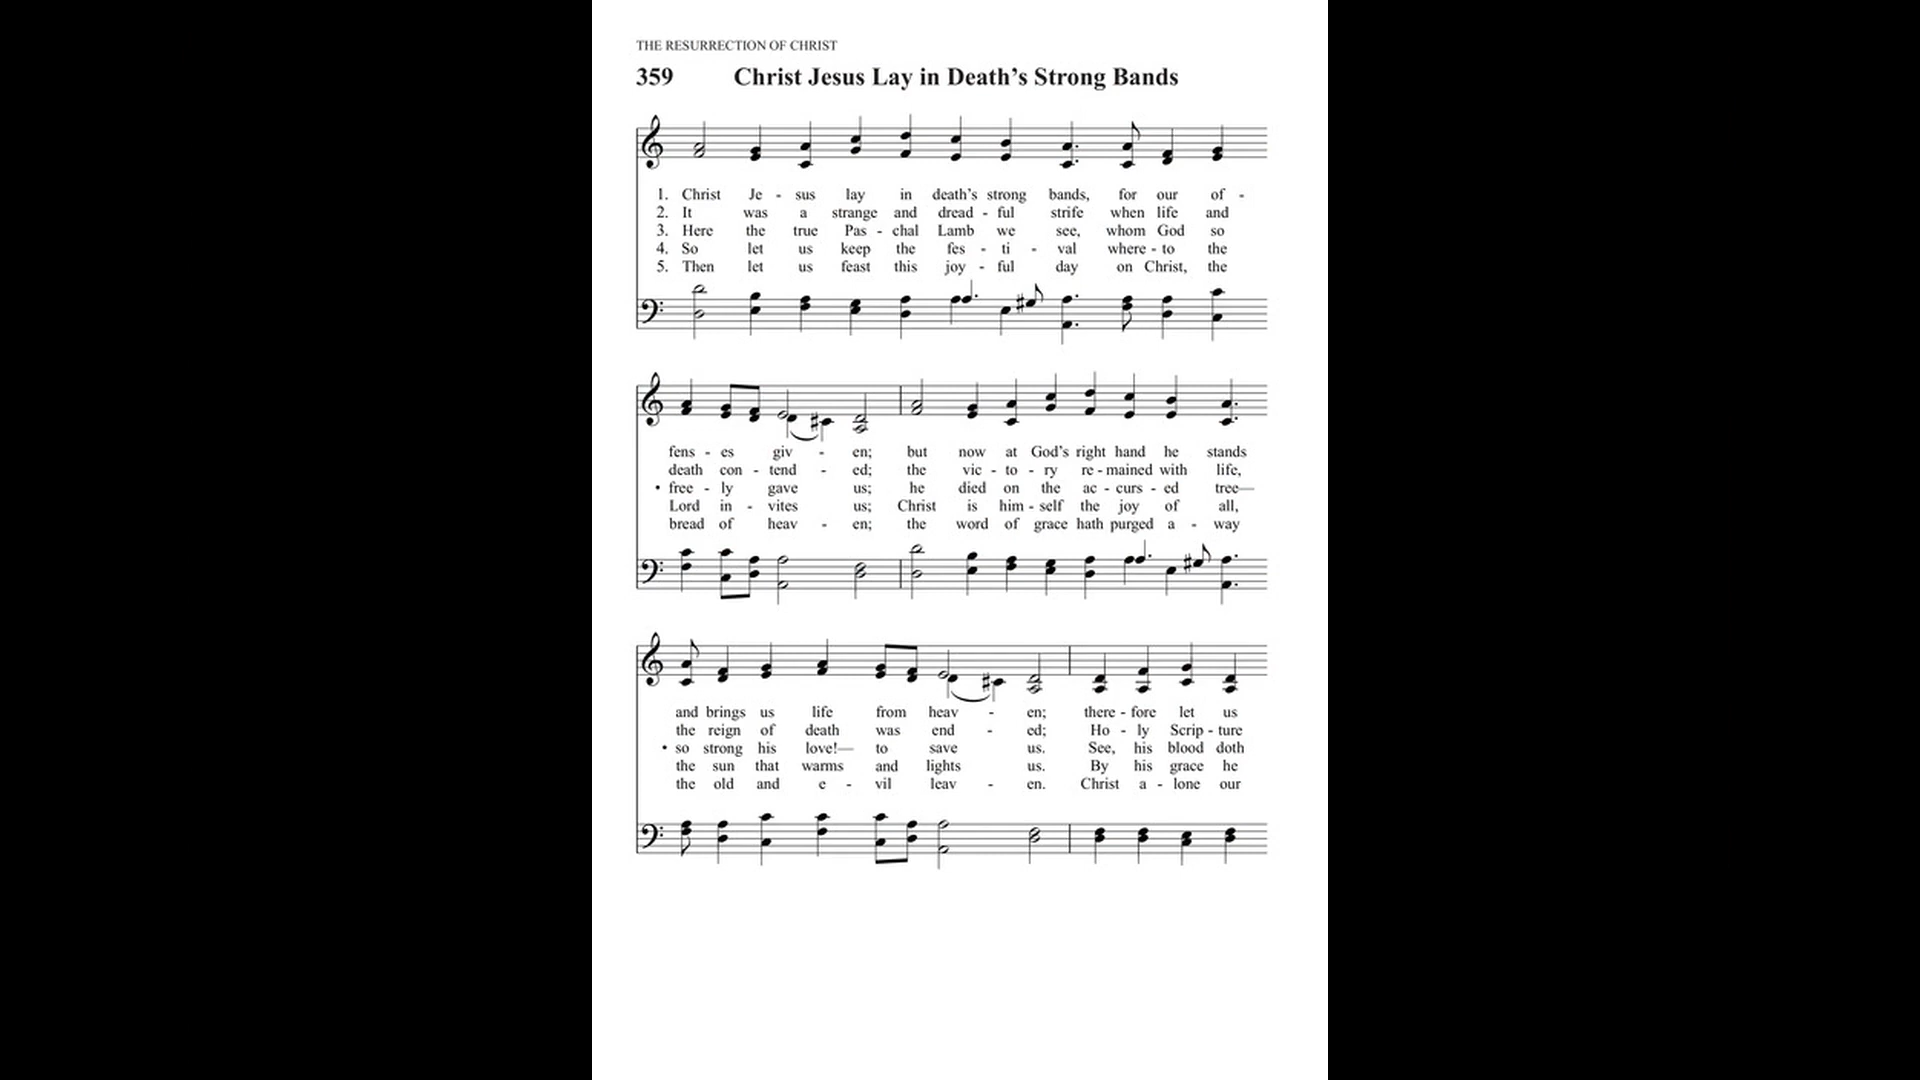 THE RESURRECTION OF CHRIST
359 Christ Jesus Lay in Death's Strong Bands
1. Christ Je - sus lay in death's strong bands, for our of -
2. It was a strange and dread - ful strife when life and
3. Here the true Pas - chal Lamb we see, whom God so
4. So let us keep the fes - ti - val where - to the
5. Then let us feast this joy - ful day on Christ, the
fens - es giv - en; but now at God's right hand he stands
death con - tend - ed; the vic - to - ry re - mained with life,
• free - ly gave us; he died on the ac - curs - ed tree—
Lord in - vites us; Christ is him - self the joy of all,
bread of heav - en; the word of grace hath purged a - way
and brings us life from heav - en; there - fore let us
the reign of death was end - ed; Ho - ly Scrip - ture
• so strong his love!— to save us. See, his blood doth
the sun that warms and lights us. By his grace he
the old and e - vil leav - en. Christ a - lone our